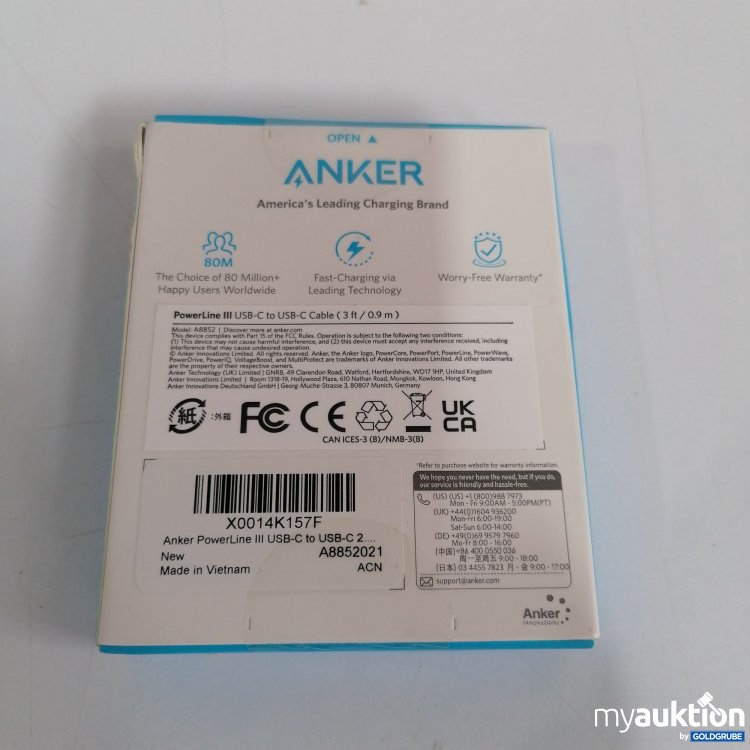 OPEN ▲
ANKER
America's Leading Charging Brand
80M
The Choice of 80 Million+
Happy Users Worldwide
Fast-Charging via
Leading Technology
Worry-Free Warranty*
PowerLine III USB-C to USB-C Cable ( 3 ft / 0.9 m )
Model: A8852 | Discover more at anker.com
This device complies with Part 15 of the FCC Rules. Operation is subject to the following two conditions:
(1) This device may not cause harmful interference, and (2) this device must accept any interference received, including
interference that may cause undesired operation.
© Anker Innovations Limited. All rights reserved. Anker, the Anker logo, PowerCore, PowerPort, PowerLine, PowerWave,
PowerDrive, PowerIQ, VoltageBoost, and MultiProtect are trademarks of Anker Innovations Limited. All other trademarks
are the property of their respective owners.
Anker Technology (UK) Limited | GNR8, 49 Clarendon Road, Watford, Hertfordshire, WD17 1HP, United Kingdom
Anker Innovations Limited | Room 1318-19, Hollywood Plaza, 610 Nathan Road, Mongkok, Kowloon, Hong Kong
Anker Innovations Deutschland GmbH | Georg-Muche-Strasse 3, 80807 Munich, Germany
紙 :外箱 FC CE UK
CA
CAN ICES-3 (B)/NMB-3(B)
X0014K157F
Anker PowerLine III USB-C to USB-C 2....
New A8852021
Made in Vietnam ACN
*Refer to purchase website for warranty information.
We hope you never have the need, but if you do,
our service is friendly and hassle-free.
(US) (US) +1 (800) 988 7973
Mon - Fri 9:00AM - 5:00PM(PT)
(UK) +44(0)1604 936200
Mon-Fri 6:00-19:00
Sat-Sun 6:00-14:00
(DE) +49(0)69 9579 7960
Mo-Fr 8:00 - 16:00
[中国]+86 400 0550 036
周一至周五 9:00 - 18:00
(日本) 03 4455 7823 月 - 金 9:00 - 17:00
support@anker.com
Anker
Innovations
myauktion
by GOLDGRUBE